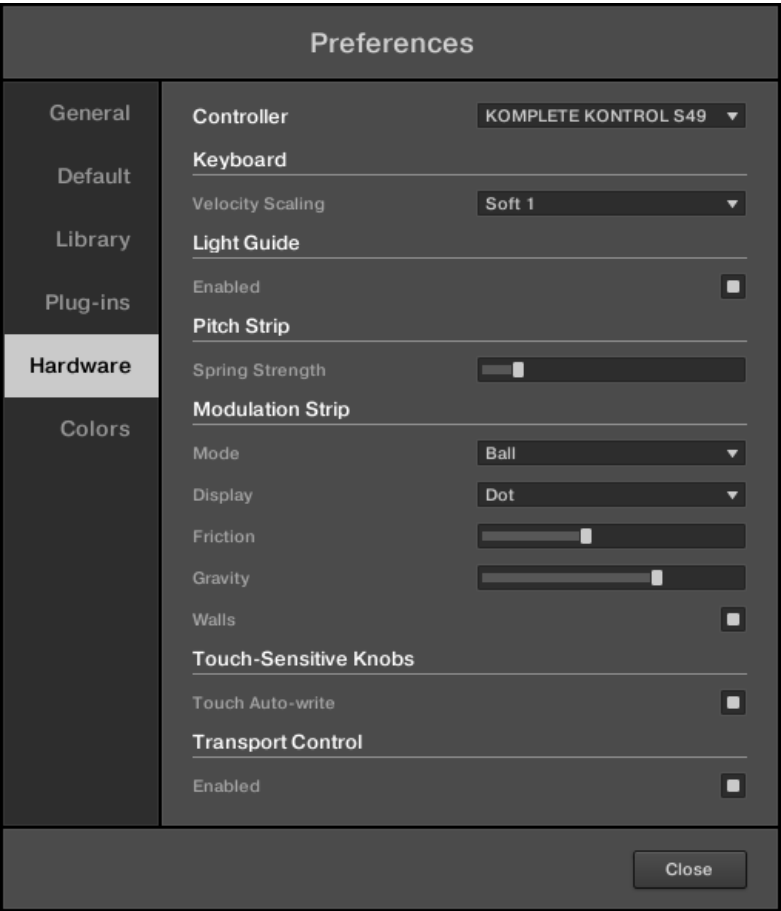 Preferences
General
Default
Library
Plug-ins
Hardware
Colors
Controller KOMPLETE KONTROL S49
Keyboard
Velocity Scaling Soft 1
Light Guide
Enabled
Pitch Strip
Spring Strength
Modulation Strip
Mode Ball
Display Dot
Friction
Gravity
Walls
Touch-Sensitive Knobs
Touch Auto-write
Transport Control
Enabled
Close